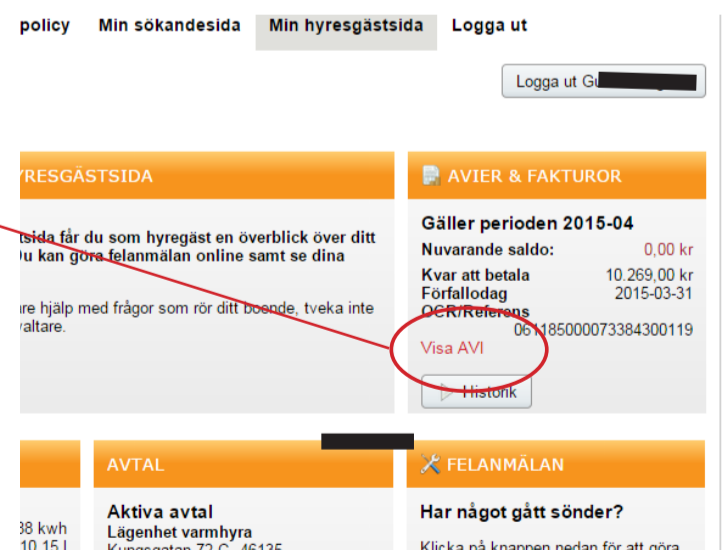 policy Min sökandesida Min hyresgästsida Logga ut
Logga ut
AVIER & FAKTUROR
Gäller perioden 2015-04
Nuvarande saldo: 0,00 kr
Kvar att betala 10.269,00 kr
Förfallodag 2015-03-31
OCR/Referens
061185000073384300119
Visa AVI
Historik
YRESGÄSTSIDA
tsida får du som hyregäst en överblick över ditt
Du kan göra felanmälan online samt se dina
are hjälp med frågor som rör ditt boende, tveka inte
valtare.
38 kwh
10,15 l
AVTAL
Aktiva avtal
Lägenhet varmhyra
Kungsgatan 72 C, 46135
FELANMÄLAN
Har något gått sönder?
Klicka på knappen nedan för att göra